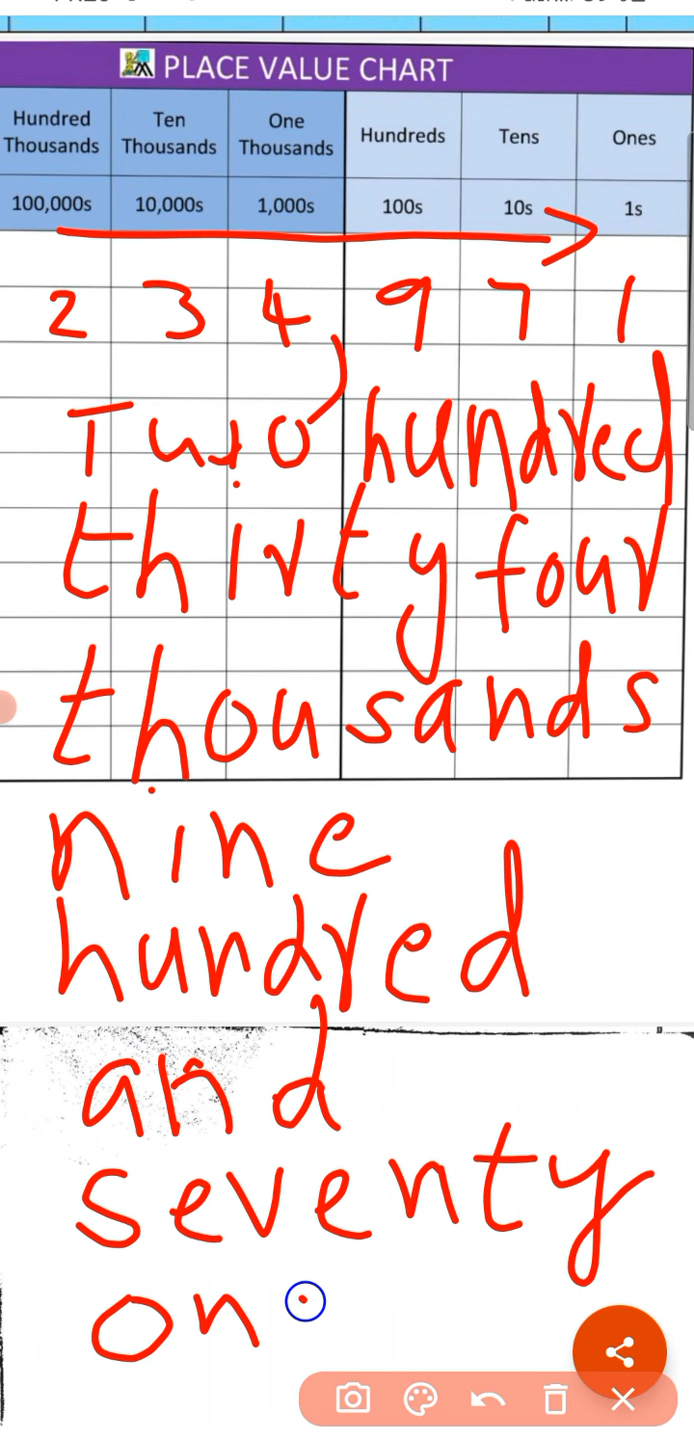 PLACE VALUE CHART
Hundred Thousands Ten Thousands One Thousands Hundreds Tens Ones
100,000s 10,000s 1,000s 100s 10s 1s
2 3 4, 9 7 1
Two hundred
thirty four
thousands
nine
hundred
and
seventy
on